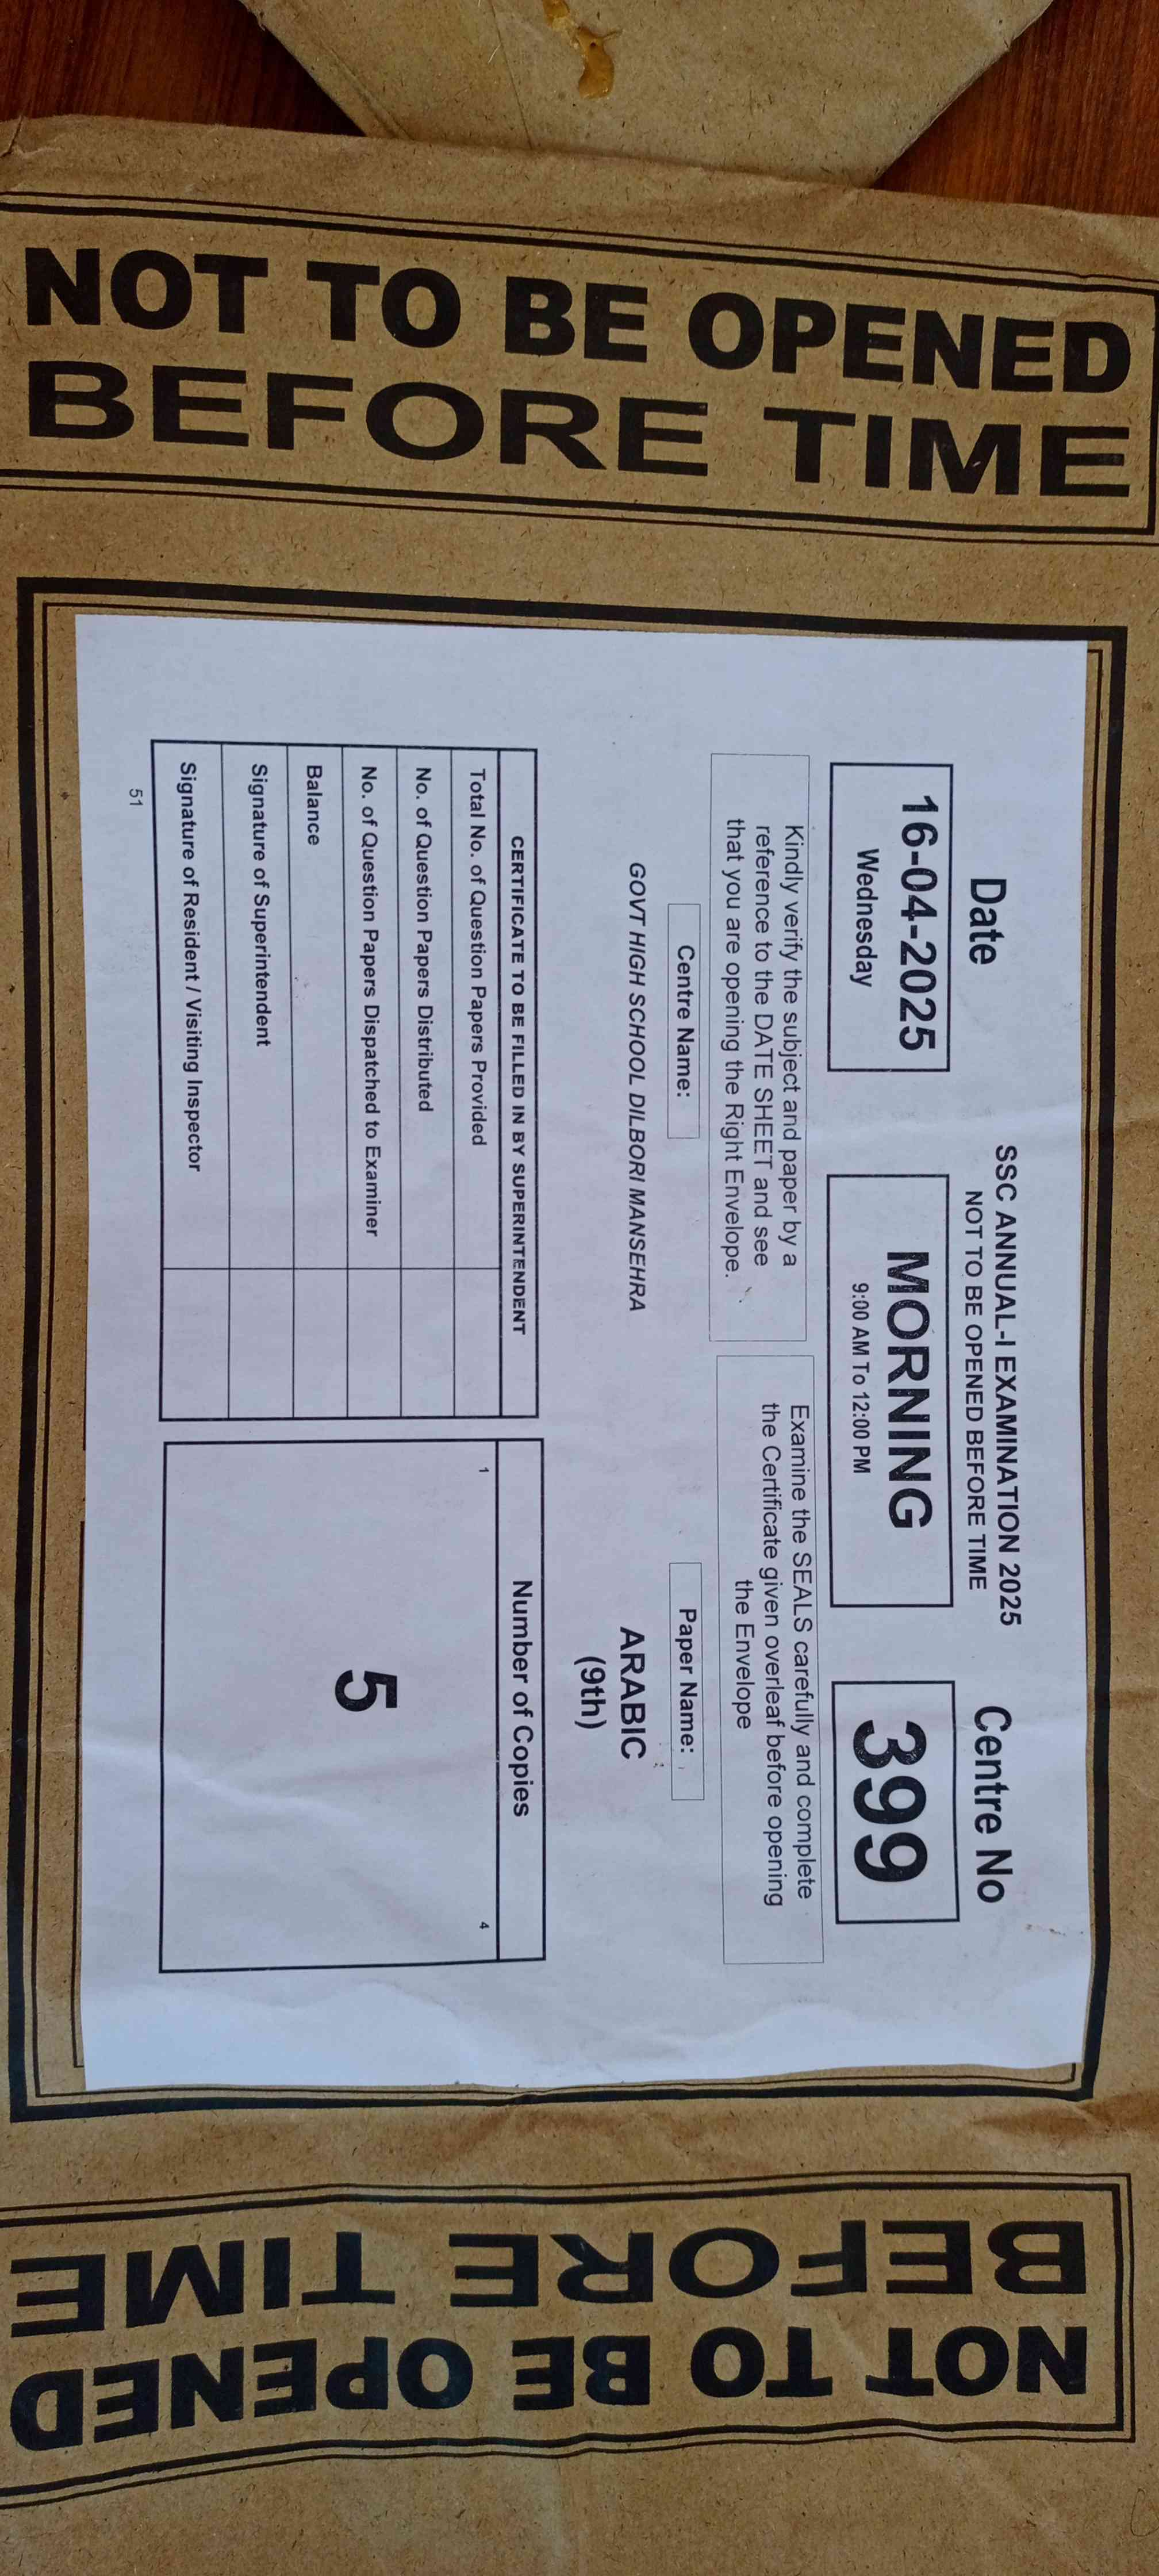 NOT TO BE OPENED
BEFORE TIME
SSC ANNUAL-I EXAMINATION 2025
NOT TO BE OPENED BEFORE TIME
Date
16-04-2025
Wednesday
MORNING
9:00 AM To 12:00 PM
Centre No
399
Kindly verify the subject and paper by a
reference to the DATE SHEET and see
that you are opening the Right Envelope.
Examine the SEALS carefully and complete
the Certificate given overleaf before opening
the Envelope
Centre Name:
GOVT HIGH SCHOOL DILBORI MANSEHRA
Paper Name:
ARABIC
(9th)
CERTIFICATE TO BE FILLED IN BY SUPERINTENDENT
Total No. of Question Papers Provided
No. of Question Papers Distributed
No. of Question Papers Dispatched to Examiner
Balance
Signature of Superintendent
Signature of Resident / Visiting Inspector
Number of Copies
1
4
5
51
NOT TO BE OPENED
BEFORE TIME